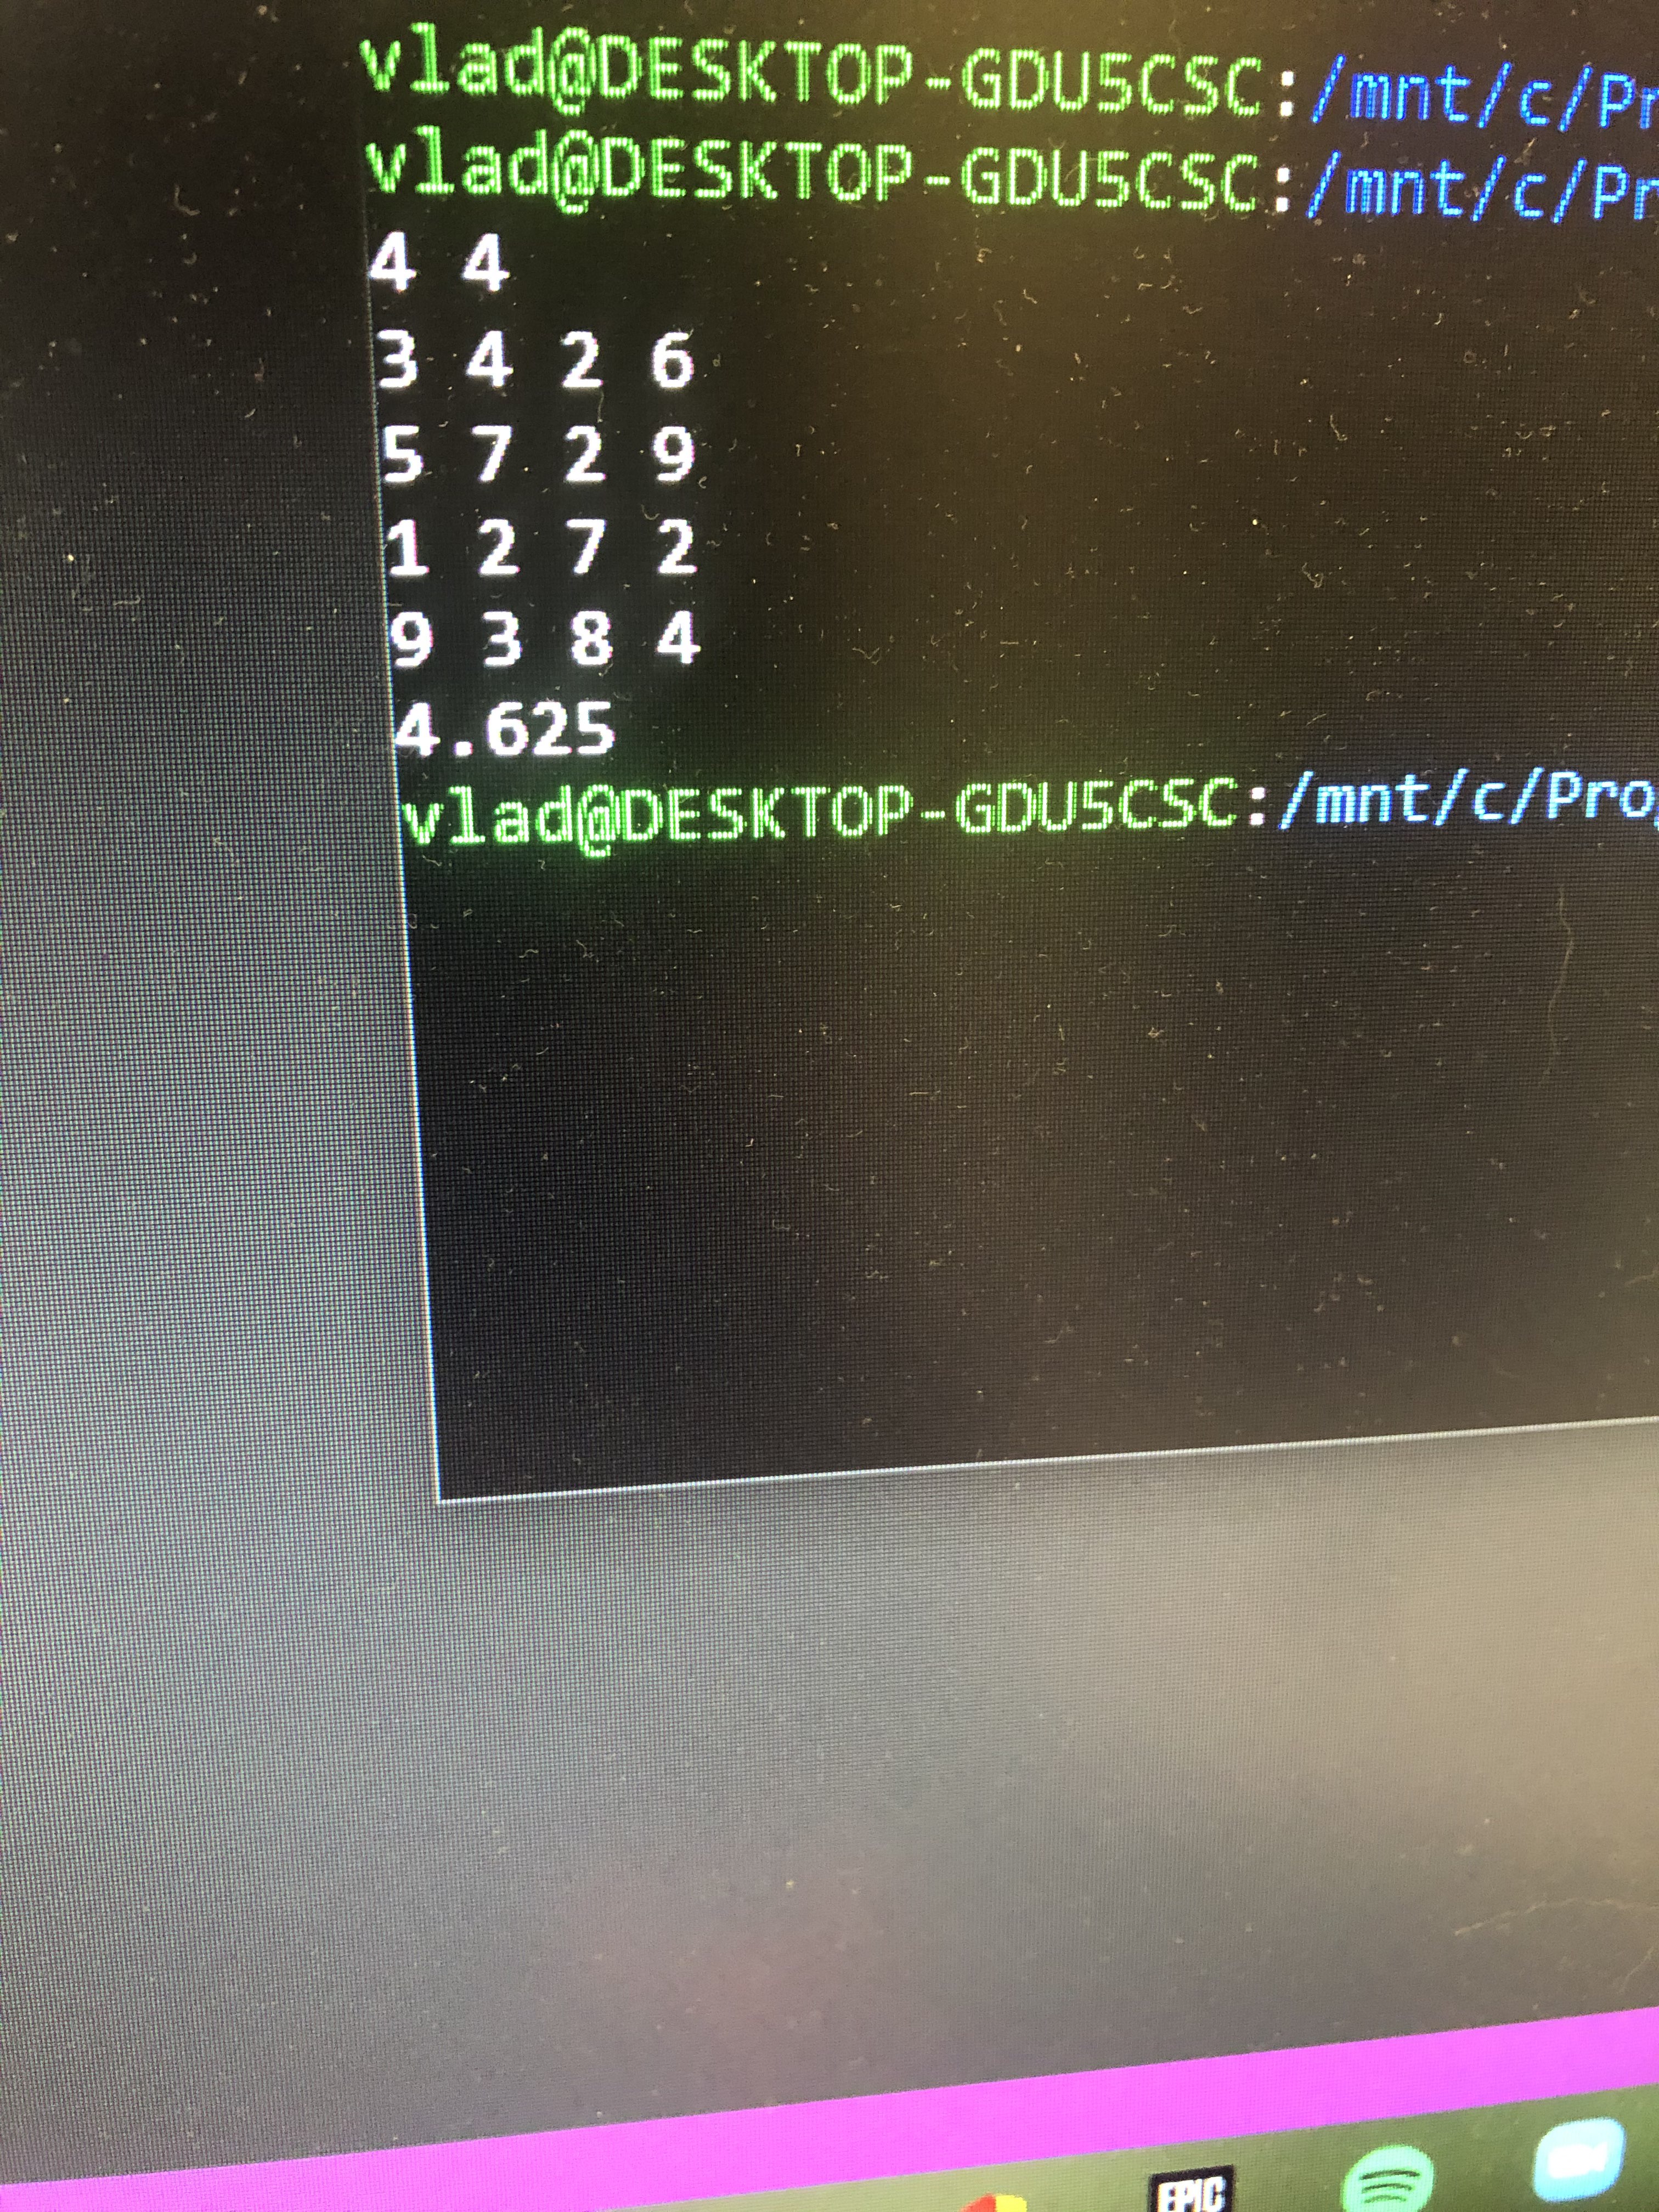 vlad@DESKTOP-GDU5CSC:/mnt/c/Pr
vlad@DESKTOP-GDU5CSC:/mnt/c/Pr
4 4
3 4 2 6
5 7 2 9
1 2 7 2
9 3 8 4
4.625
vlad@DESKTOP-GDU5CSC:/mnt/c/Pro
EPIC